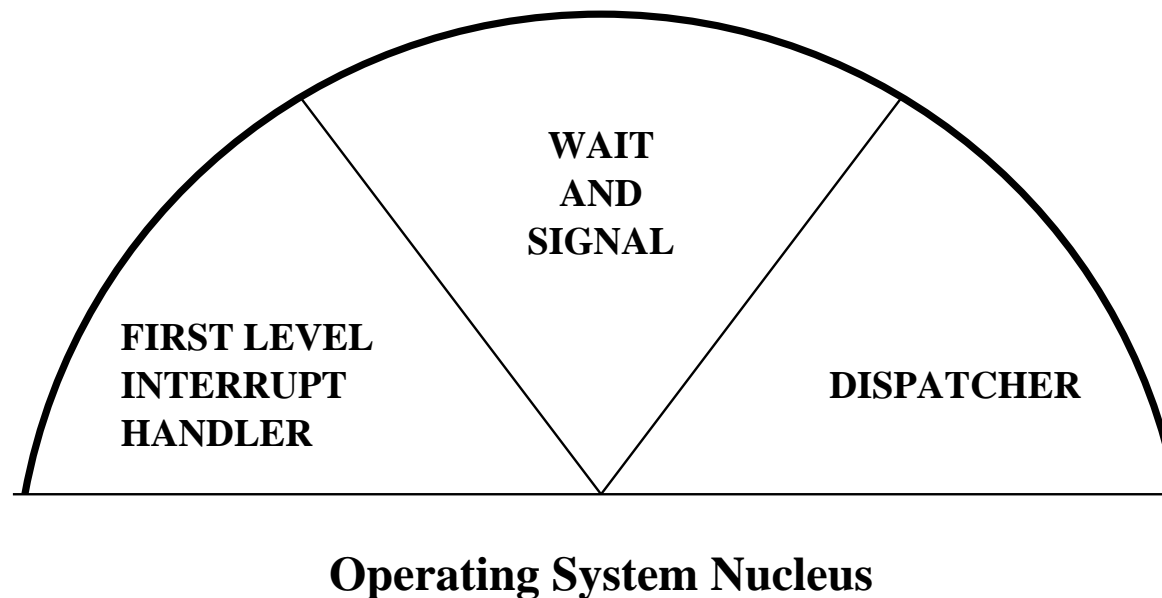 WAIT
AND
SIGNAL
FIRST LEVEL
INTERRUPT
HANDLER
DISPATCHER
Operating System Nucleus